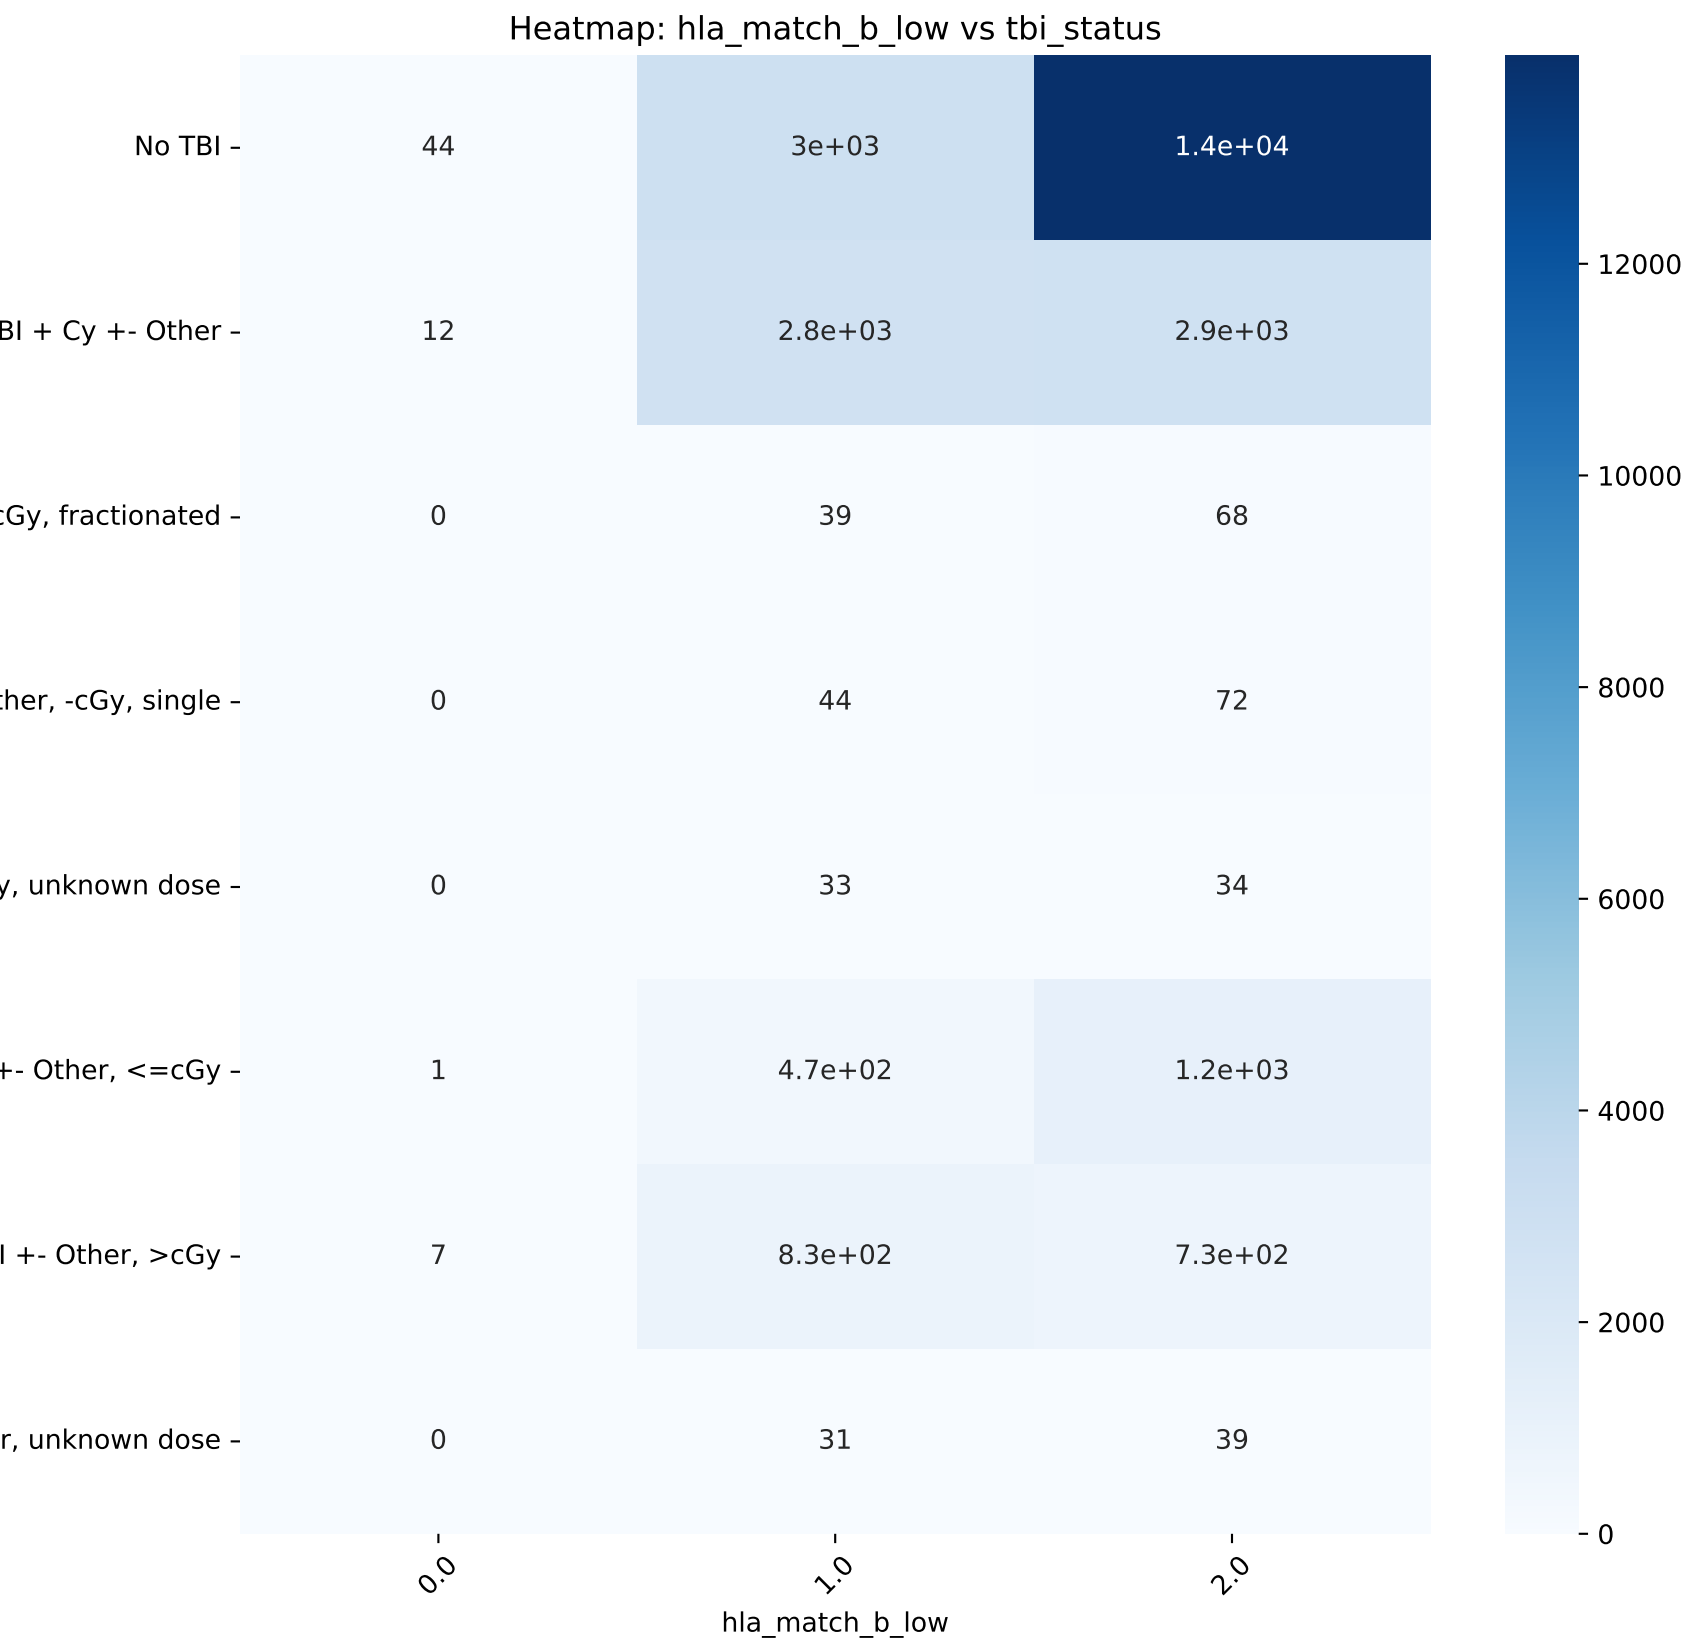 Heatmap: hla_match_b_low vs tbi_status
No TBI 44 3e+03 1.4e+04
12000
BI + Cy +- Other 12 2.8e+03 2.9e+03
10000
cGy, fractionated 0 39 68
8000
ther, -cGy, single 0 44 72
6000
y, unknown dose 0 33 34
4000
+- Other, <=cGy 1 4.7e+02 1.2e+03
2000
I +- Other, >cGy 7 8.3e+02 7.3e+02
r, unknown dose 0 31 39
0
0.0 1.0 2.0
hla_match_b_low